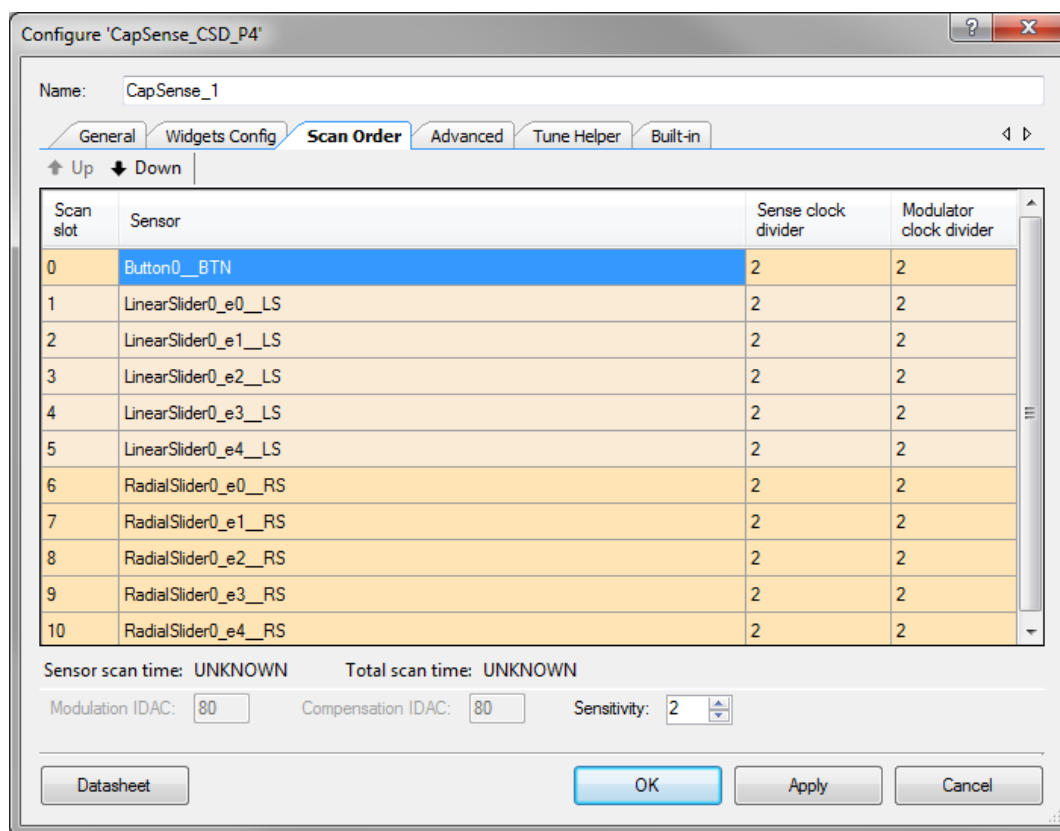 Configure 'CapSense_CSD_P4'
Name: CapSense_1
General Widgets Config Scan Order Advanced Tune Helper Built-in
Up Down
Scan slot Sensor Sense clock divider Modulator clock divider
0 Button0__BTN 2 2
1 LinearSlider0_e0__LS 2 2
2 LinearSlider0_e1__LS 2 2
3 LinearSlider0_e2__LS 2 2
4 LinearSlider0_e3__LS 2 2
5 LinearSlider0_e4__LS 2 2
6 RadialSlider0_e0__RS 2 2
7 RadialSlider0_e1__RS 2 2
8 RadialSlider0_e2__RS 2 2
9 RadialSlider0_e3__RS 2 2
10 RadialSlider0_e4__RS 2 2
Sensor scan time: UNKNOWN Total scan time: UNKNOWN
Modulation IDAC: 80 Compensation IDAC: 80 Sensitivity: 2
Datasheet OK Apply Cancel